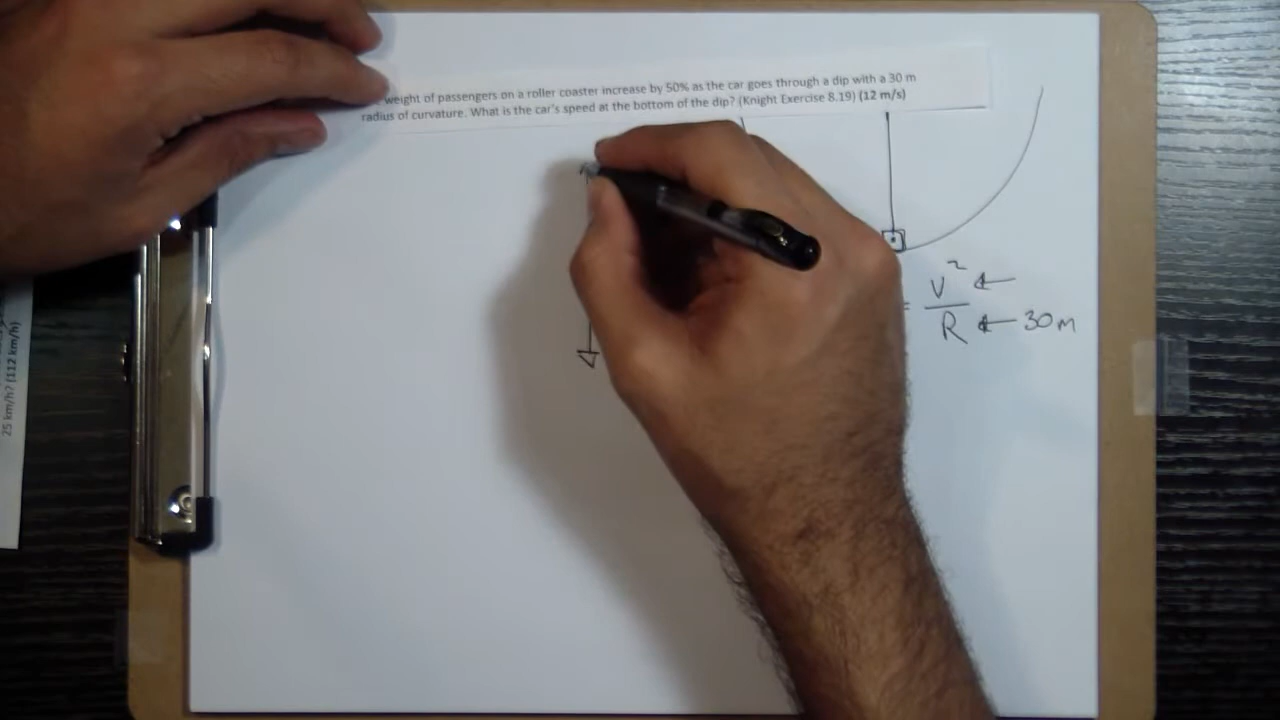 weight of passengers on a roller coaster increase by 50% as the car goes through a dip with a 30 m
radius of curvature. What is the car's speed at the bottom of the dip? (Knight Exercise 8.19) (12 m/s)
= V²
R 30m
25 km/h? (112 km/h)